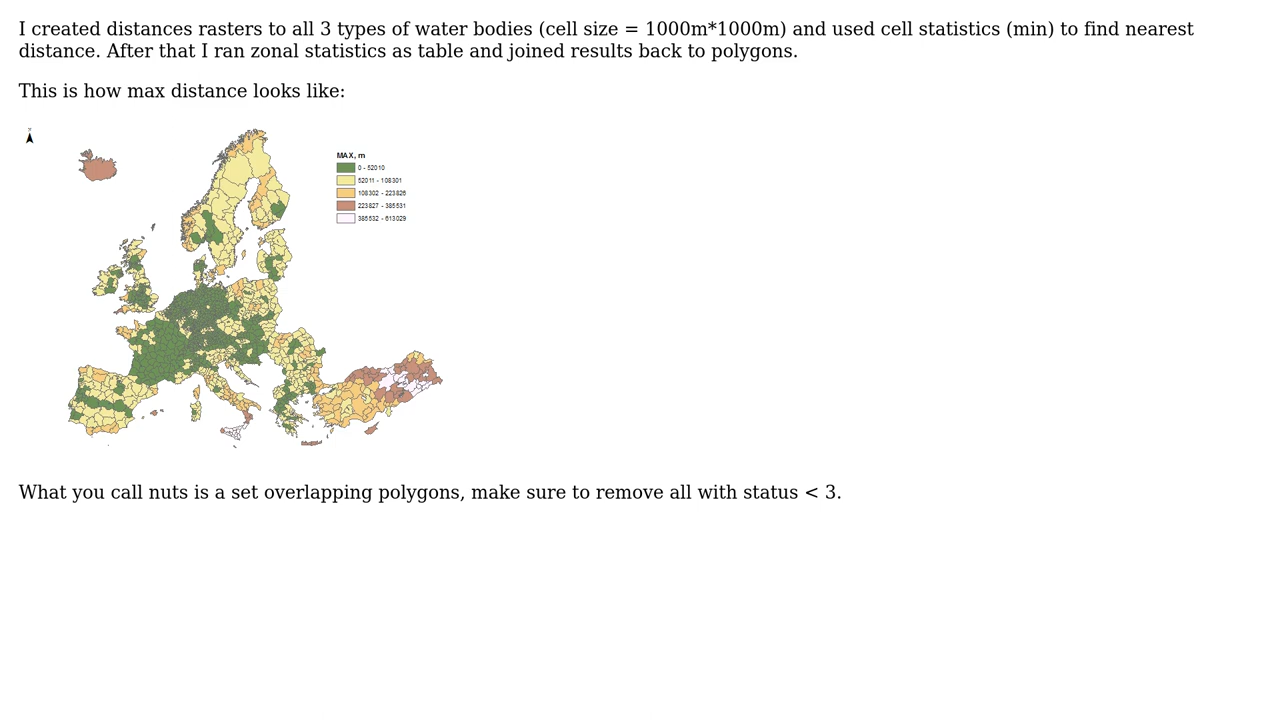 I created distances rasters to all 3 types of water bodies (cell size = 1000m*1000m) and used cell statistics (min) to find nearest
distance. After that I ran zonal statistics as table and joined results back to polygons.
This is how max distance looks like:
MAX, m
0 - 52010
52011 - 108301
108302 - 223826
223827 - 385531
385532 - 613029
What you call nuts is a set overlapping polygons, make sure to remove all with status < 3.